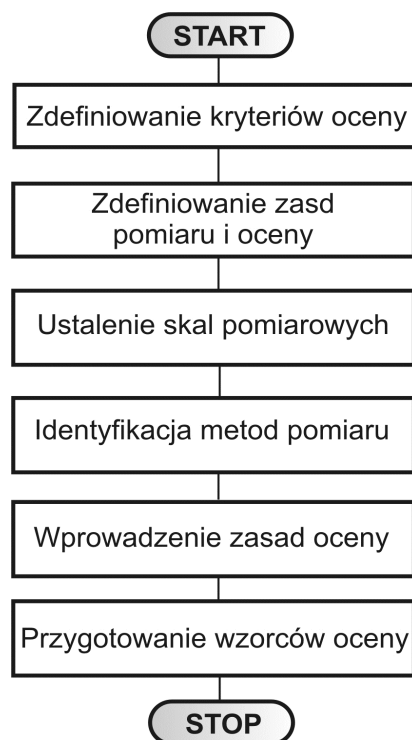 START
Zdefiniowanie kryteriów oceny
Zdefiniowanie zasd
pomiaru i oceny
Ustalenie skal pomiarowych
Identyfikacja metod pomiaru
Wprowadzenie zasad oceny
Przygotowanie wzorców oceny
STOP